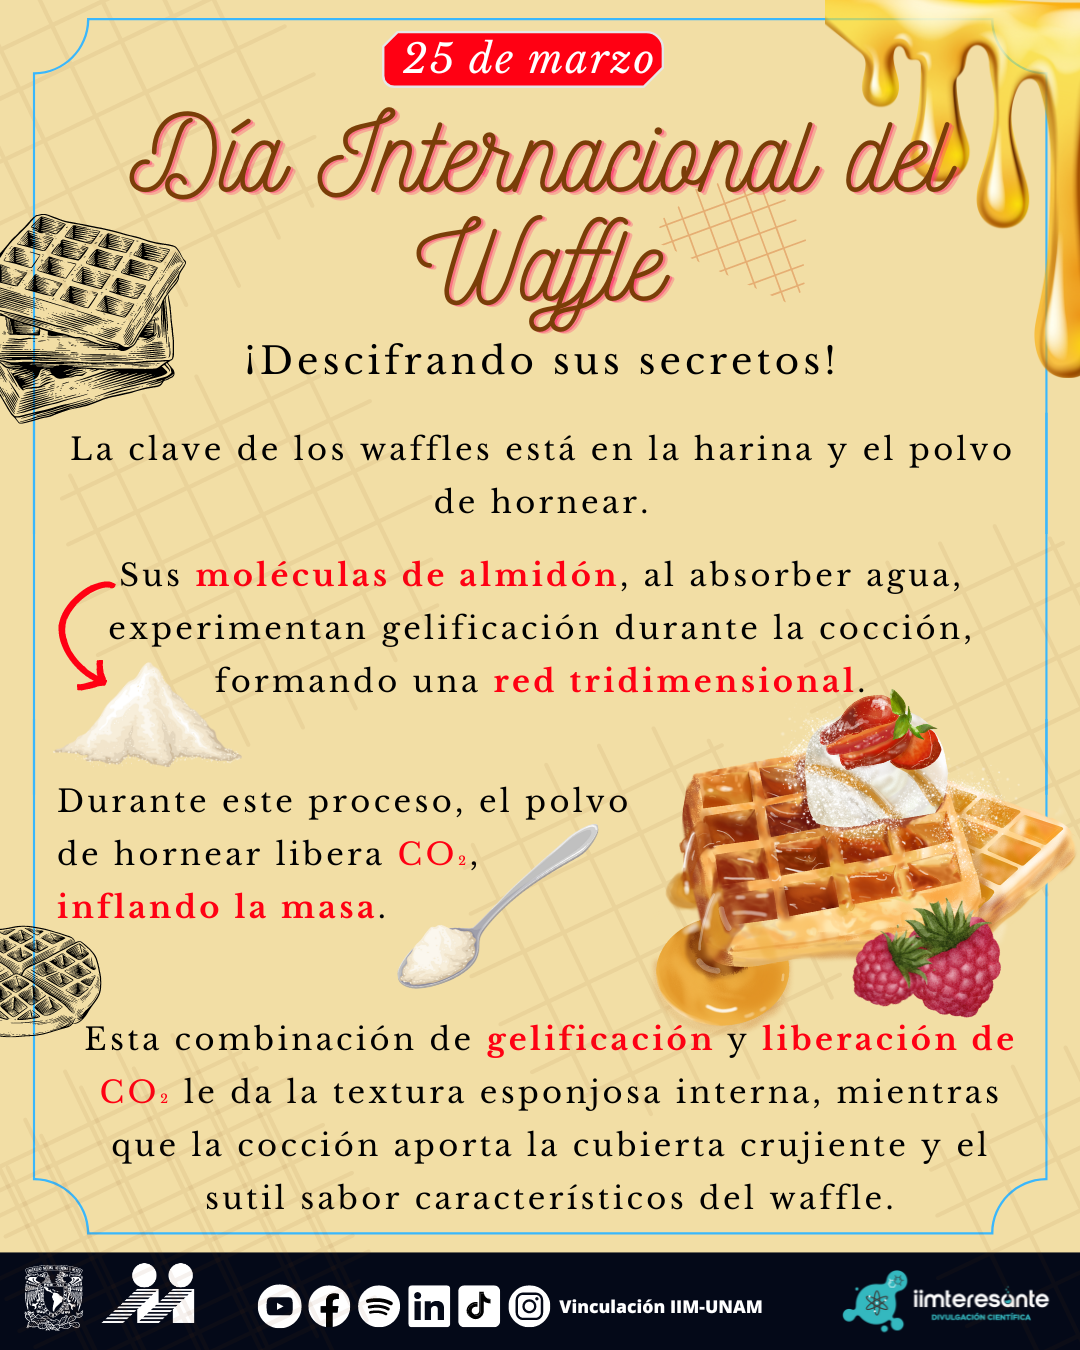 25 de marzo
Día Internacional del
Waffle
¡Descifrando sus secretos!
La clave de los waffles está en la harina y el polvo
de hornear.
Sus moléculas de almidón, al absorber agua,
experimentan gelificación durante la cocción,
formando una red tridimensional.
Durante este proceso, el polvo
de hornear libera CO₂,
inflando la masa.
Esta combinación de gelificación y liberación de
CO₂ le da la textura esponjosa interna, mientras
que la cocción aporta la cubierta crujiente y el
sutil sabor característicos del waffle.
Vinculación IIM-UNAM
iimteresante
DIVULGACIÓN CIENTÍFICA